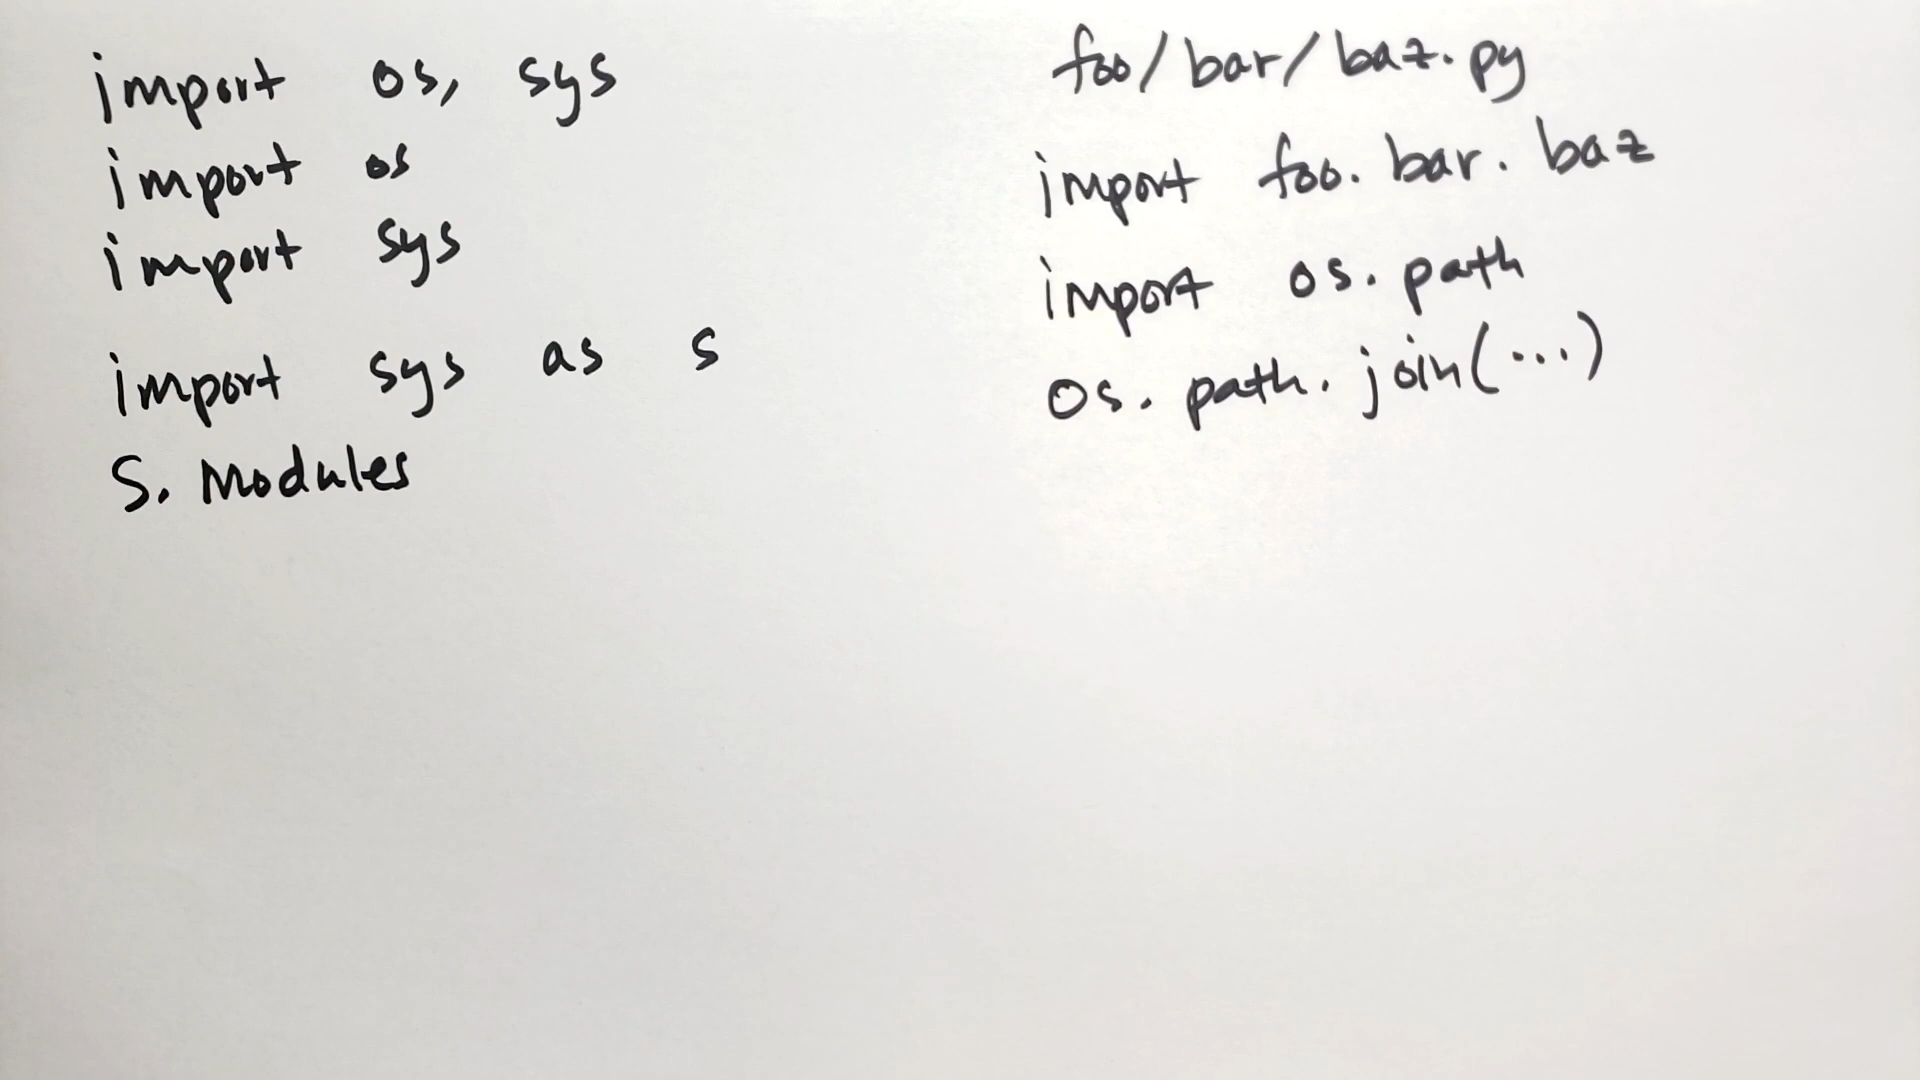 import os, sys
import os
import sys
import sys as s
s. modules
foo/bar/baz.py
import foo.bar.baz
import os.path
os.path.join(...)